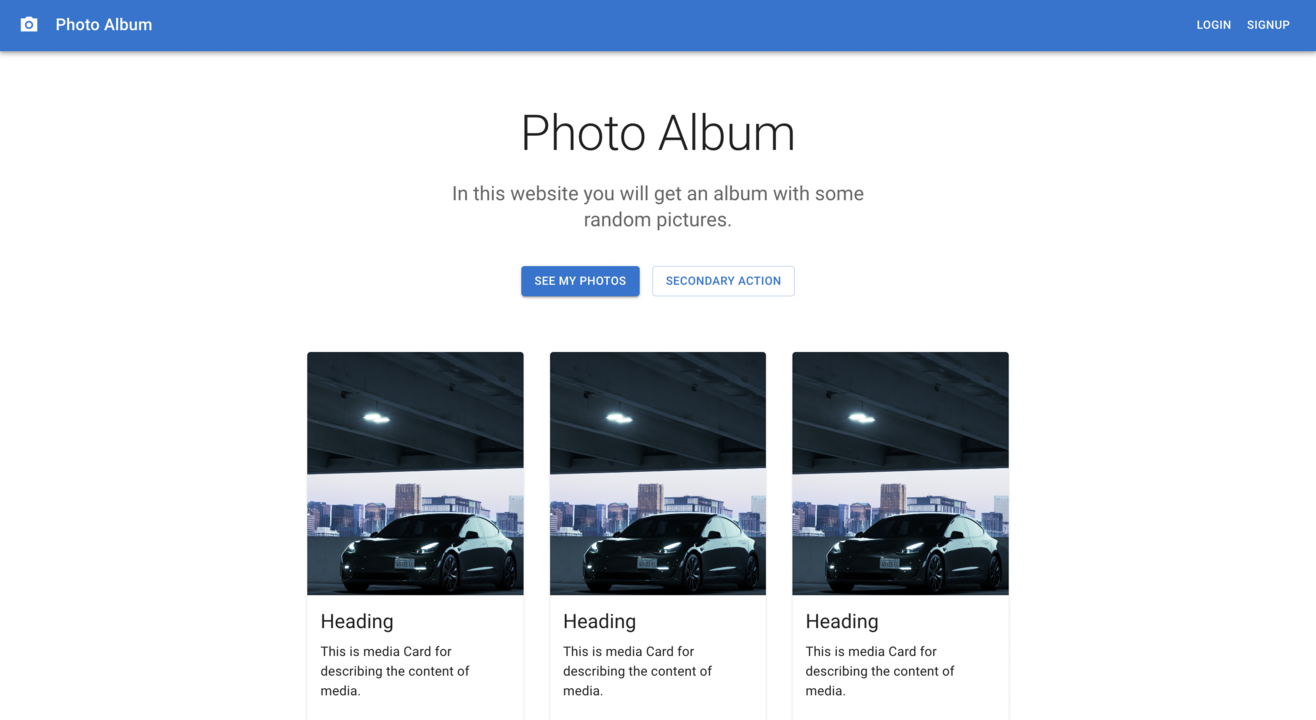 Photo Album
LOGIN SIGNUP
Photo Album
In this website you will get an album with some
random pictures.
SEE MY PHOTOS SECONDARY ACTION
Heading
This is media Card for
describing the content of
media.
Heading
This is media Card for
describing the content of
media.
Heading
This is media Card for
describing the content of
media.